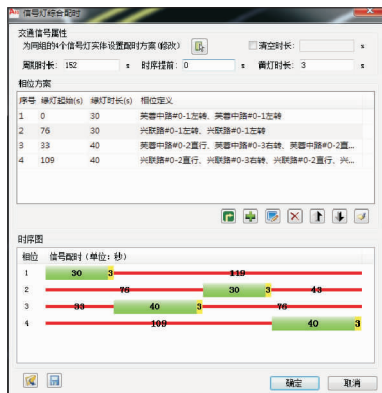 信号灯综合配时
交通信号属性
为同组的4个信号灯实体设置配时方案(修改)
清空时长: s
周期时长: 152 s 时序提前: 0 s 黄灯时长: 3 s
相位方案
序号 绿灯起始(s) 绿灯时长(s) 相位定义
1 0 30 芙蓉中路#0-1左转、芙蓉中路#0-1左转
2 76 30 兴联路#0-1左转、兴联路#0-1左转
3 33 40 芙蓉中路#0-2直行、芙蓉中路#0-3右转、芙蓉中路#0-2直...
4 109 40 兴联路#0-2直行、兴联路#0-3右转、兴联路#0-2直行、兴...
时序图
相位 信号配时 (单位: 秒)
1 30 3 119
2 76 30 3 43
3 33 40 3 76
4 109 40 3
确定 取消